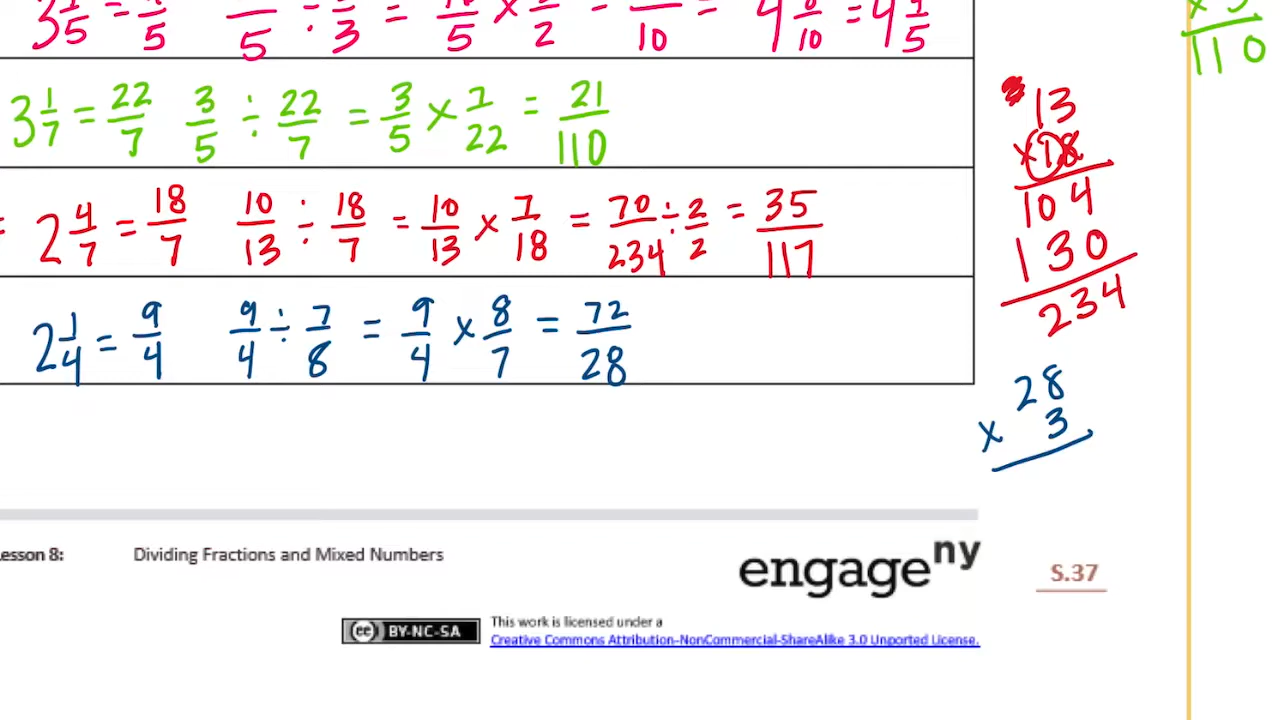 3 1/7 = 22/7 3/5 ÷ 22/7 = 3/5 × 7/22 = 21/110
= 2 4/7 = 18/7 10/13 ÷ 18/7 = 10/13 × 7/18 = 70/234 ÷ 2/2 = 35/117
2 1/4 = 9/4 9/4 ÷ 7/8 = 9/4 × 8/7 = 72/28
110
13
× 18
104
130
234
28
× 3
Lesson 8: Dividing Fractions and Mixed Numbers
engage ny
S.37
cc BY-NC-SA
This work is licensed under a
Creative Commons Attribution-NonCommercial-ShareAlike 3.0 Unported License.